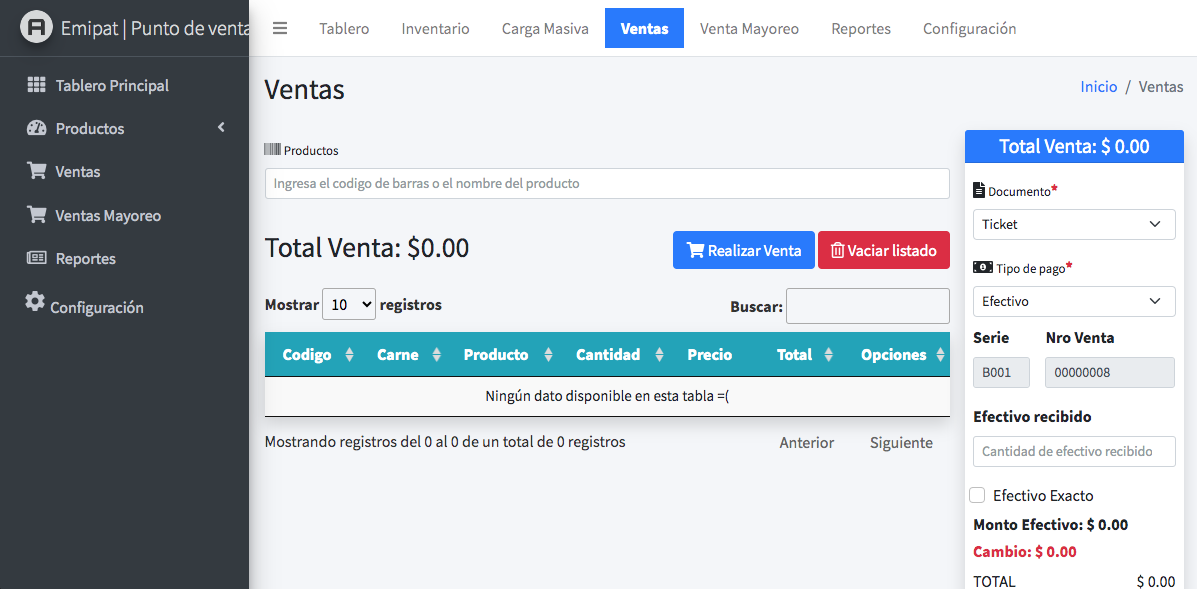 Emipat | Punto de venta
Tablero Inventario Carga Masiva Ventas Venta Mayoreo Reportes Configuración
Tablero Principal
Productos
Ventas
Ventas Mayoreo
Reportes
Configuración
Ventas
Inicio / Ventas
Productos
Ingresa el codigo de barras o el nombre del producto
Total Venta: $0.00
Realizar Venta Vaciar listado
Mostrar 10 registros
Buscar:
Codigo Carne Producto Cantidad Precio Total Opciones
Ningún dato disponible en esta tabla =(
Mostrando registros del 0 al 0 de un total de 0 registros
Anterior Siguiente
Total Venta: $ 0.00
Documento*
Ticket
Tipo de pago*
Efectivo
Serie Nro Venta
B001 00000008
Efectivo recibido
Cantidad de efectivo recibido
Efectivo Exacto
Monto Efectivo: $ 0.00
Cambio: $ 0.00
TOTAL $ 0.00